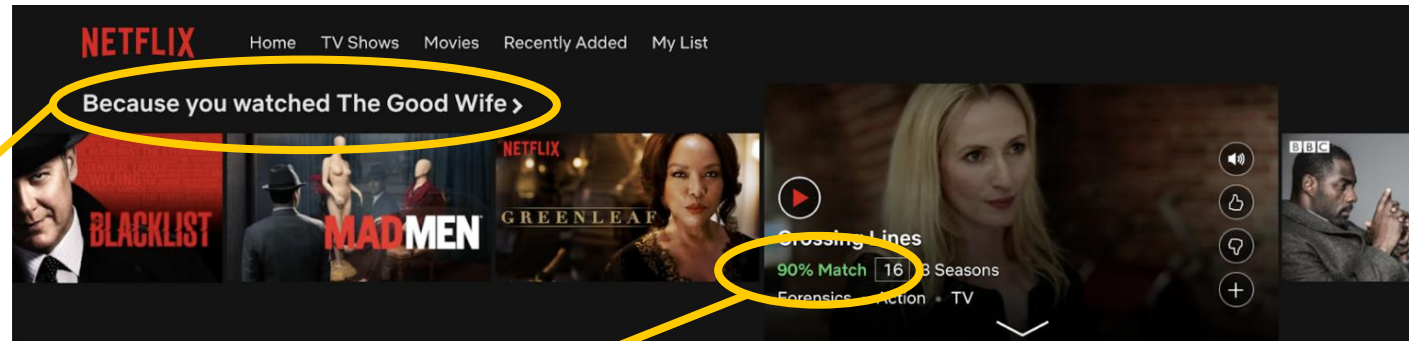 NETFLIX Home TV Shows Movies Recently Added My List
Because you watched The Good Wife >
BLACKLIST
MADMEN
NETFLIX
GREENLEAF
Crossing Lines
90% Match 16 3 Seasons
Forensics • Action • TV
BBC